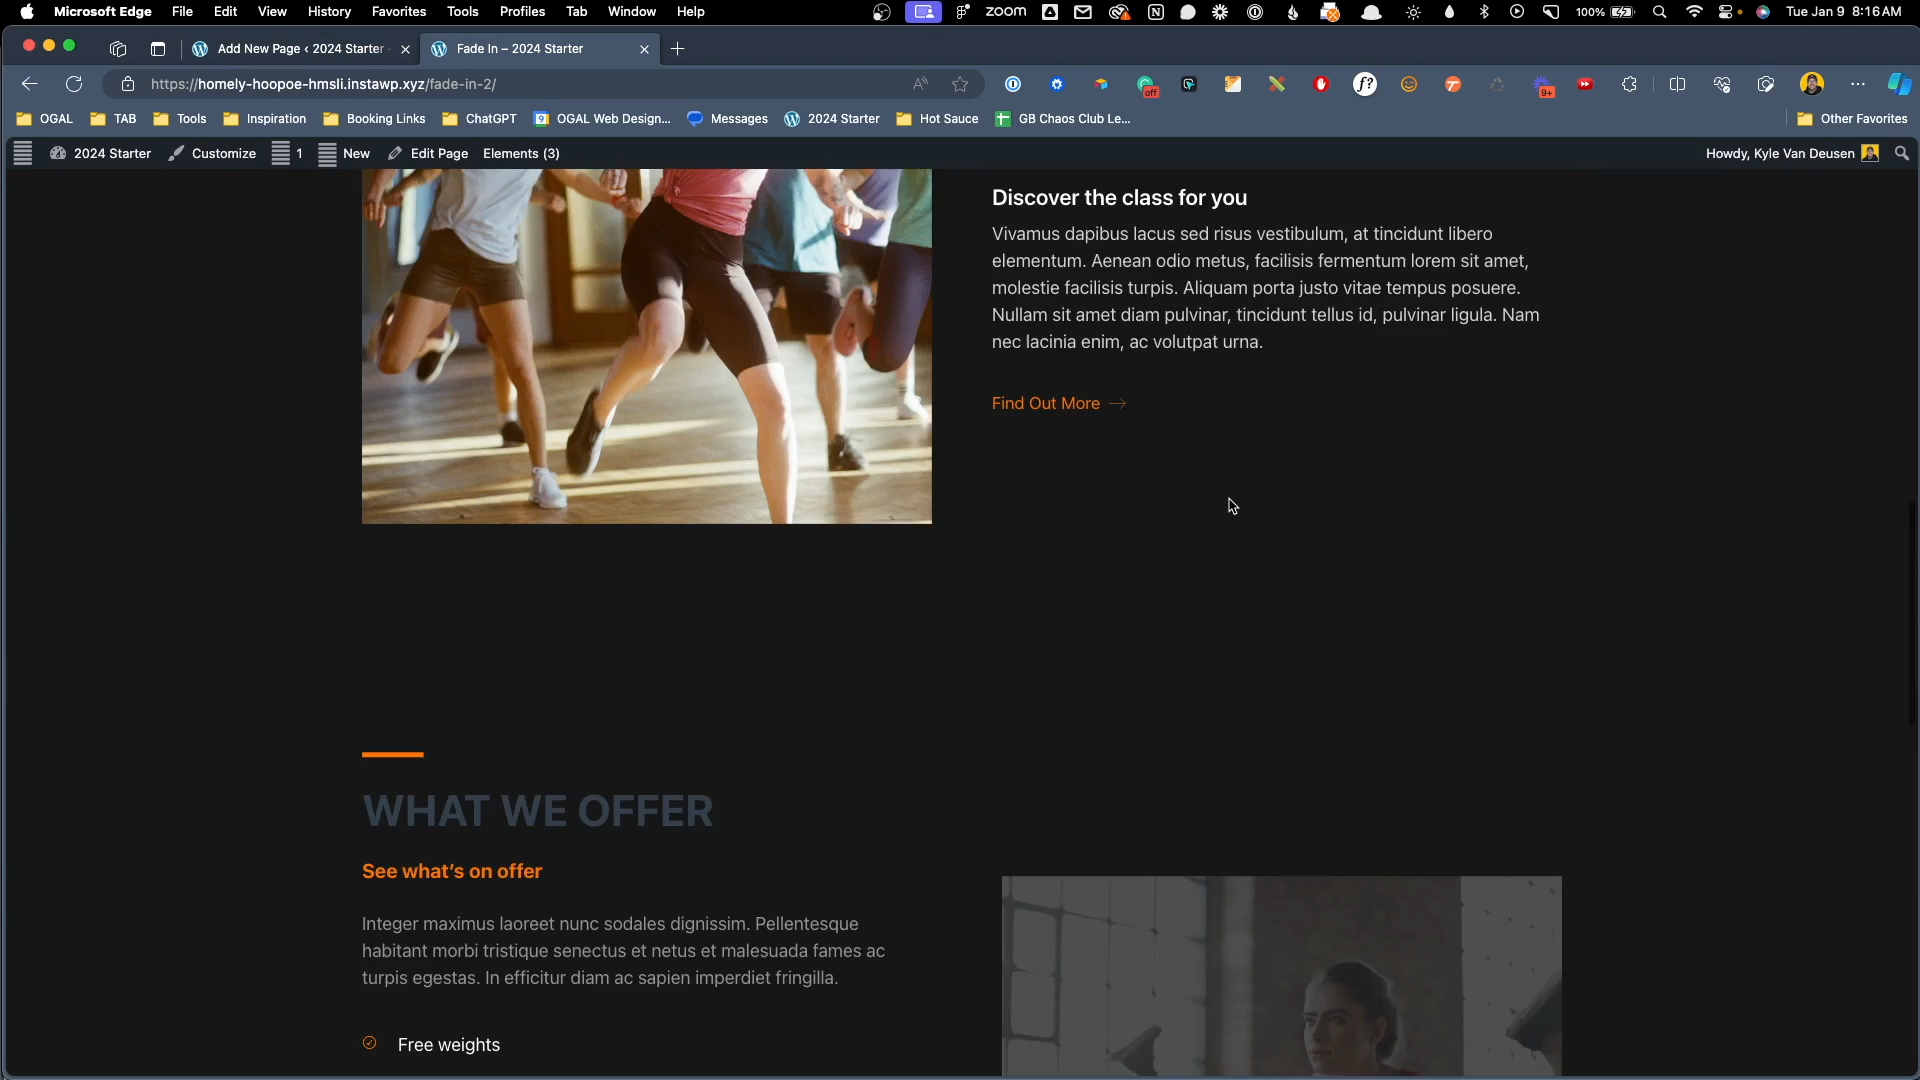 Microsoft Edge File Edit View History Favorites Tools Profiles Tab Window Help zoom 100% Tue Jan 9 8:16 AM
Add New Page ‹ 2024 Starter Fade In – 2024 Starter
https://homely-hoopoe-hmsli.instawp.xyz/fade-in-2/ off f? 9+
OGAL TAB Tools Inspiration Booking Links ChatGPT 9 OGAL Web Design... Messages 2024 Starter Hot Sauce GB Chaos Club Le... Other Favorites
2024 Starter Customize 1 New Edit Page Elements (3) Howdy, Kyle Van Deusen
Discover the class for you
Vivamus dapibus lacus sed risus vestibulum, at tincidunt libero
elementum. Aenean odio metus, facilisis fermentum lorem sit amet,
molestie facilisis turpis. Aliquam porta justo vitae tempus posuere.
Nullam sit amet diam pulvinar, tincidunt tellus id, pulvinar ligula. Nam
nec lacinia enim, ac volutpat urna.
Find Out More →
WHAT WE OFFER
See what’s on offer
Integer maximus laoreet nunc sodales dignissim. Pellentesque
habitant morbi tristique senectus et netus et malesuada fames ac
turpis egestas. In efficitur diam ac sapien imperdiet fringilla.
Free weights